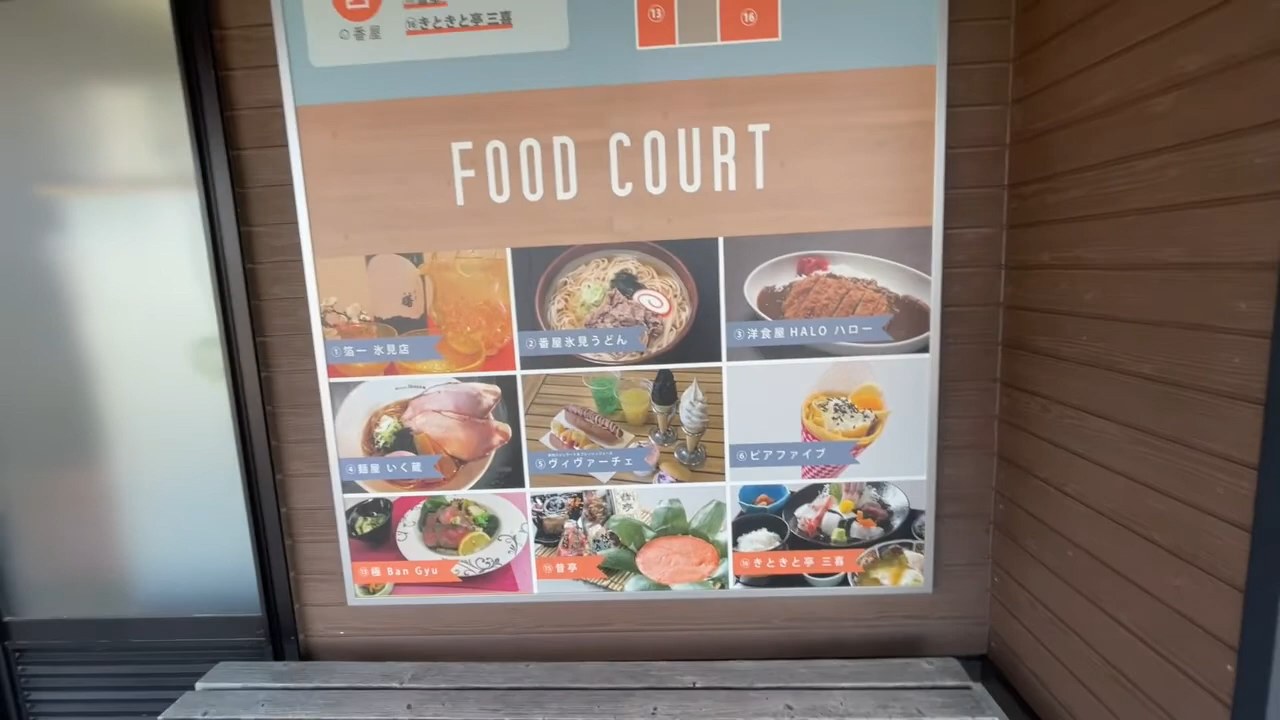 の番屋
⑯きときと亭 三喜
⑬
⑯
FOOD COURT
①箔一 氷見店
②番屋氷見うどん
③洋食屋 HALO ハロー
④麺屋 いく蔵
⑤ヴィヴァーチェ
⑥ピアファイブ
⑬極 Ban Gyu
⑮昔亭
⑯きときと亭 三喜